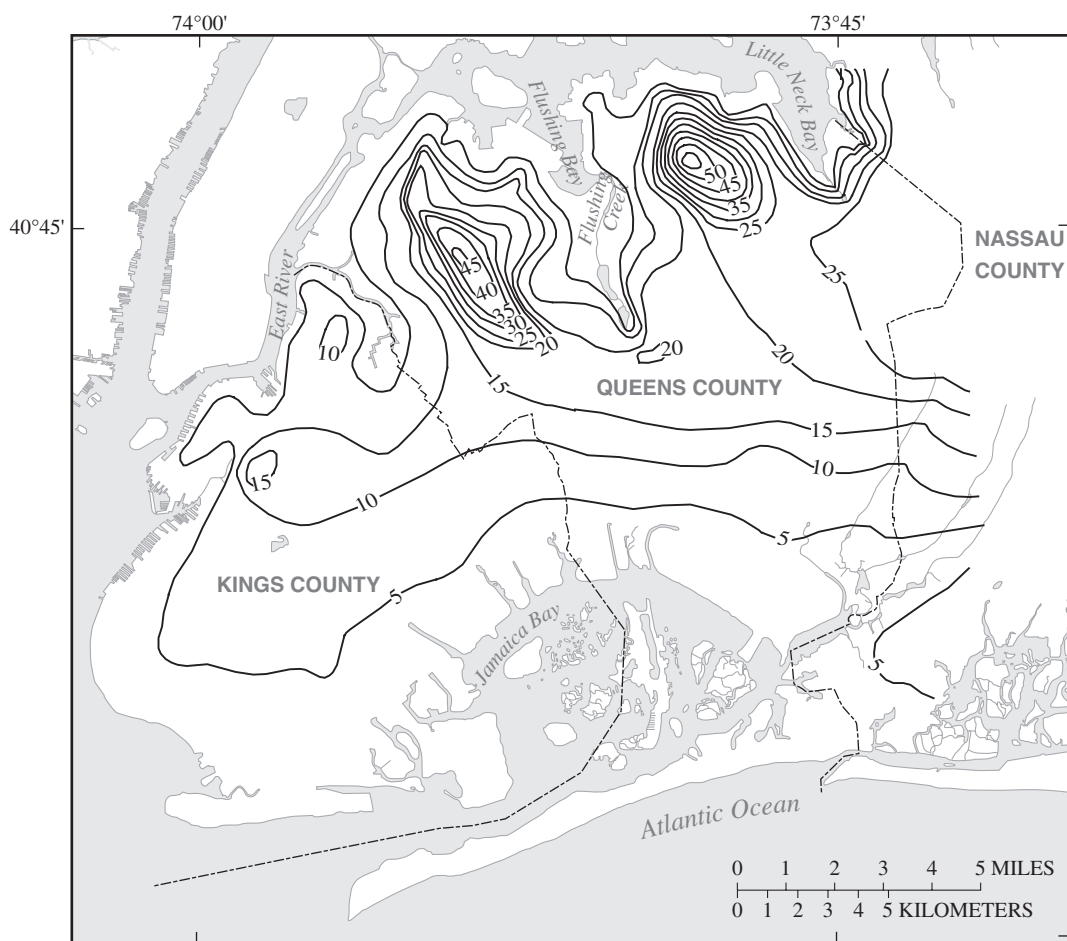 74°00'
73°45'
Little Neck Bay
Flushing Bay
Flushing
Creek
50
45
35
25
40°45'
NASSAU
COUNTY
East River
45
40
35
30
25
20
25
10
20
20
15
QUEENS COUNTY
15
10
15
10
5
KINGS COUNTY
5
Jamaica Bay
5
Atlantic Ocean
0 1 2 3 4 5 MILES
0 1 2 3 4 5 KILOMETERS